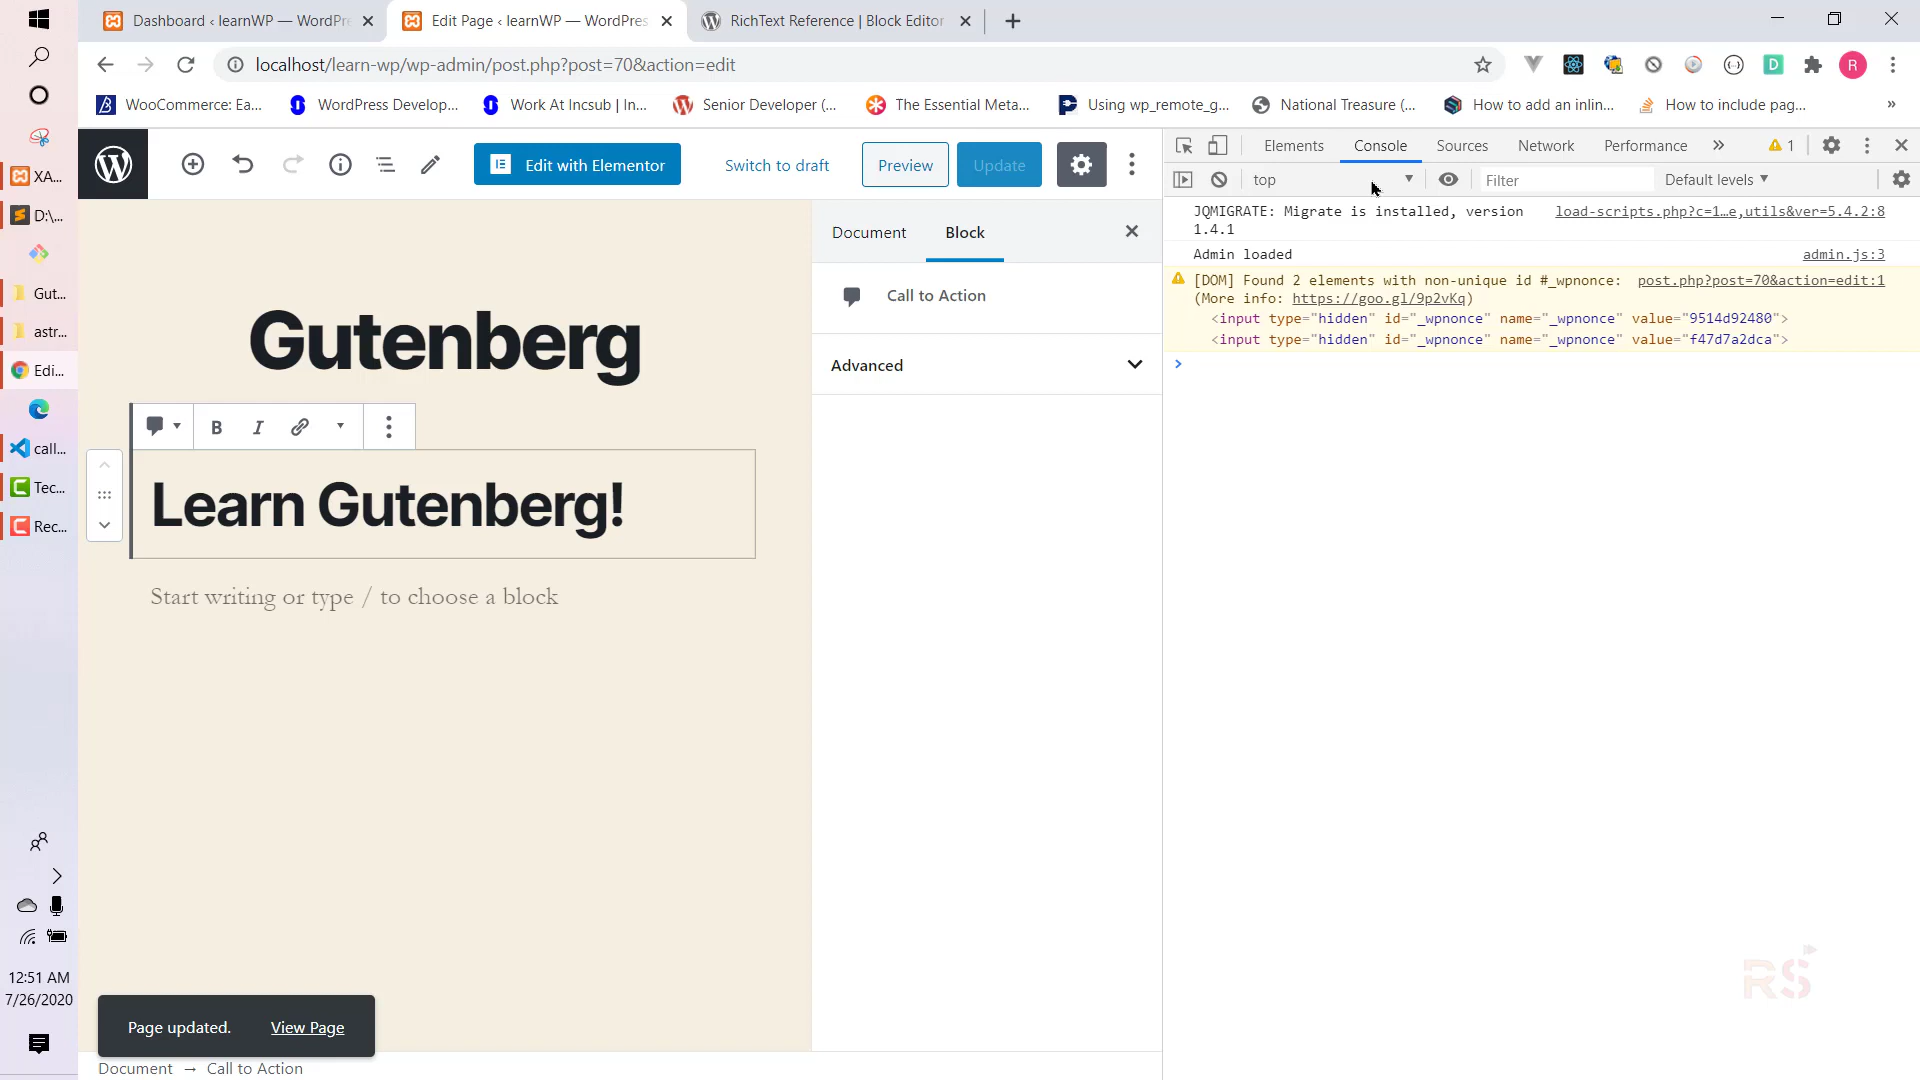 Dashboard ‹ learnWP — WordPr
Edit Page ‹ learnWP — WordPres
RichText Reference | Block Editor
localhost/learn-wp/wp-admin/post.php?post=70&action=edit
R
WooCommerce: Ea...
WordPress Develop...
Work At Incsub | In...
Senior Developer (...
The Essential Meta...
Using wp_remote_g...
National Treasure (...
How to add an inlin...
How to include pag...
»
Edit with Elementor
Switch to draft
Preview
Update
Document
Block
Call to Action
Advanced
Gutenberg
B I
Learn Gutenberg!
Start writing or type / to choose a block
Page updated.
View Page
Document → Call to Action
Elements
Console
Sources
Network
Performance
»
1
top
Filter
Default levels
JQMIGRATE: Migrate is installed, version
1.4.1
load-scripts.php?c=1…e,utils&ver=5.4.2:8
Admin loaded
admin.js:3
[DOM] Found 2 elements with non-unique id #_wpnonce:
post.php?post=70&action=edit:1
(More info: https://goo.gl/9p2vKq)
<input type="hidden" id="_wpnonce" name="_wpnonce" value="9514d92480">
<input type="hidden" id="_wpnonce" name="_wpnonce" value="f47d7a2dca">
XA...
D:\...
Gut...
astr...
Edi...
call...
Tec...
Rec...
12:51 AM
7/26/2020
RS